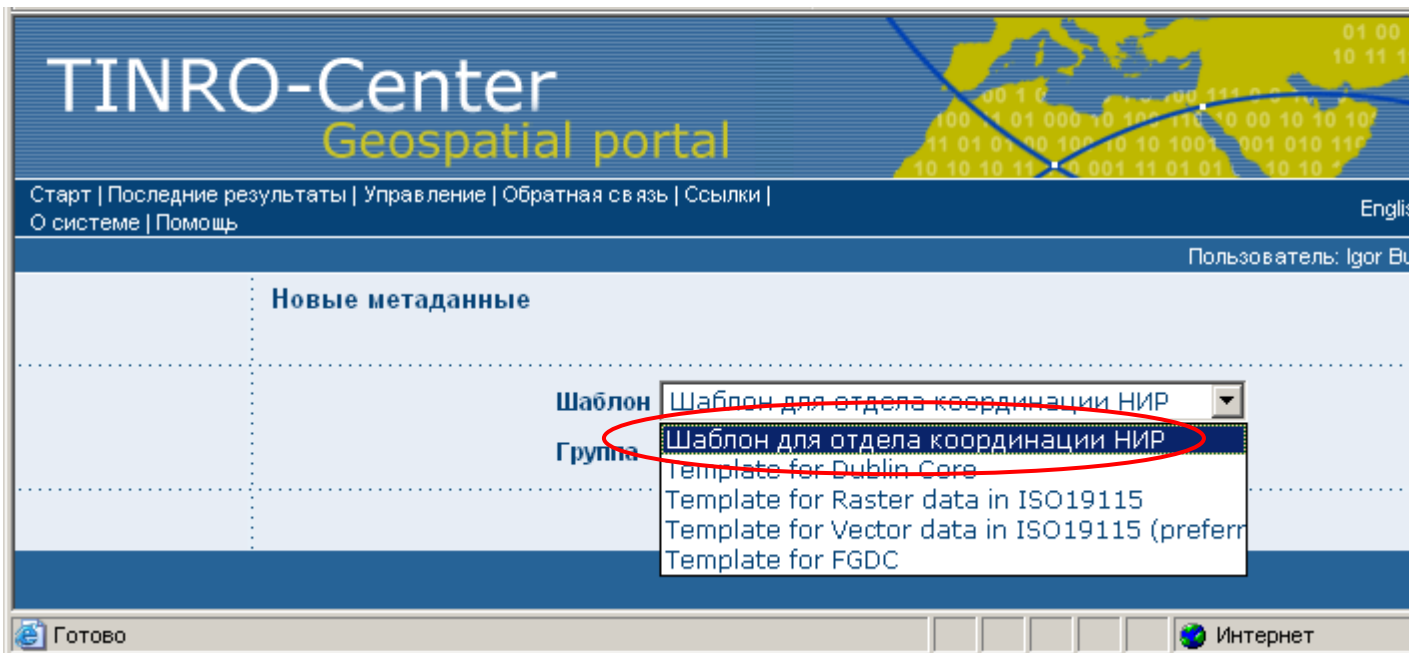 TINRO-Center
Geospatial portal
Старт | Последние результаты | Управление | Обратная связь | Ссылки |
О системе | Помощь
Пользователь: Igor
Новые метаданные
Шаблон Шаблон для отдела координации НИР
Группа
Шаблон для отдела координации НИР
Template for Dublin Core
Template for Raster data in ISO19115
Template for Vector data in ISO19115 (preferr
Template for FGDC
Готово
Интернет